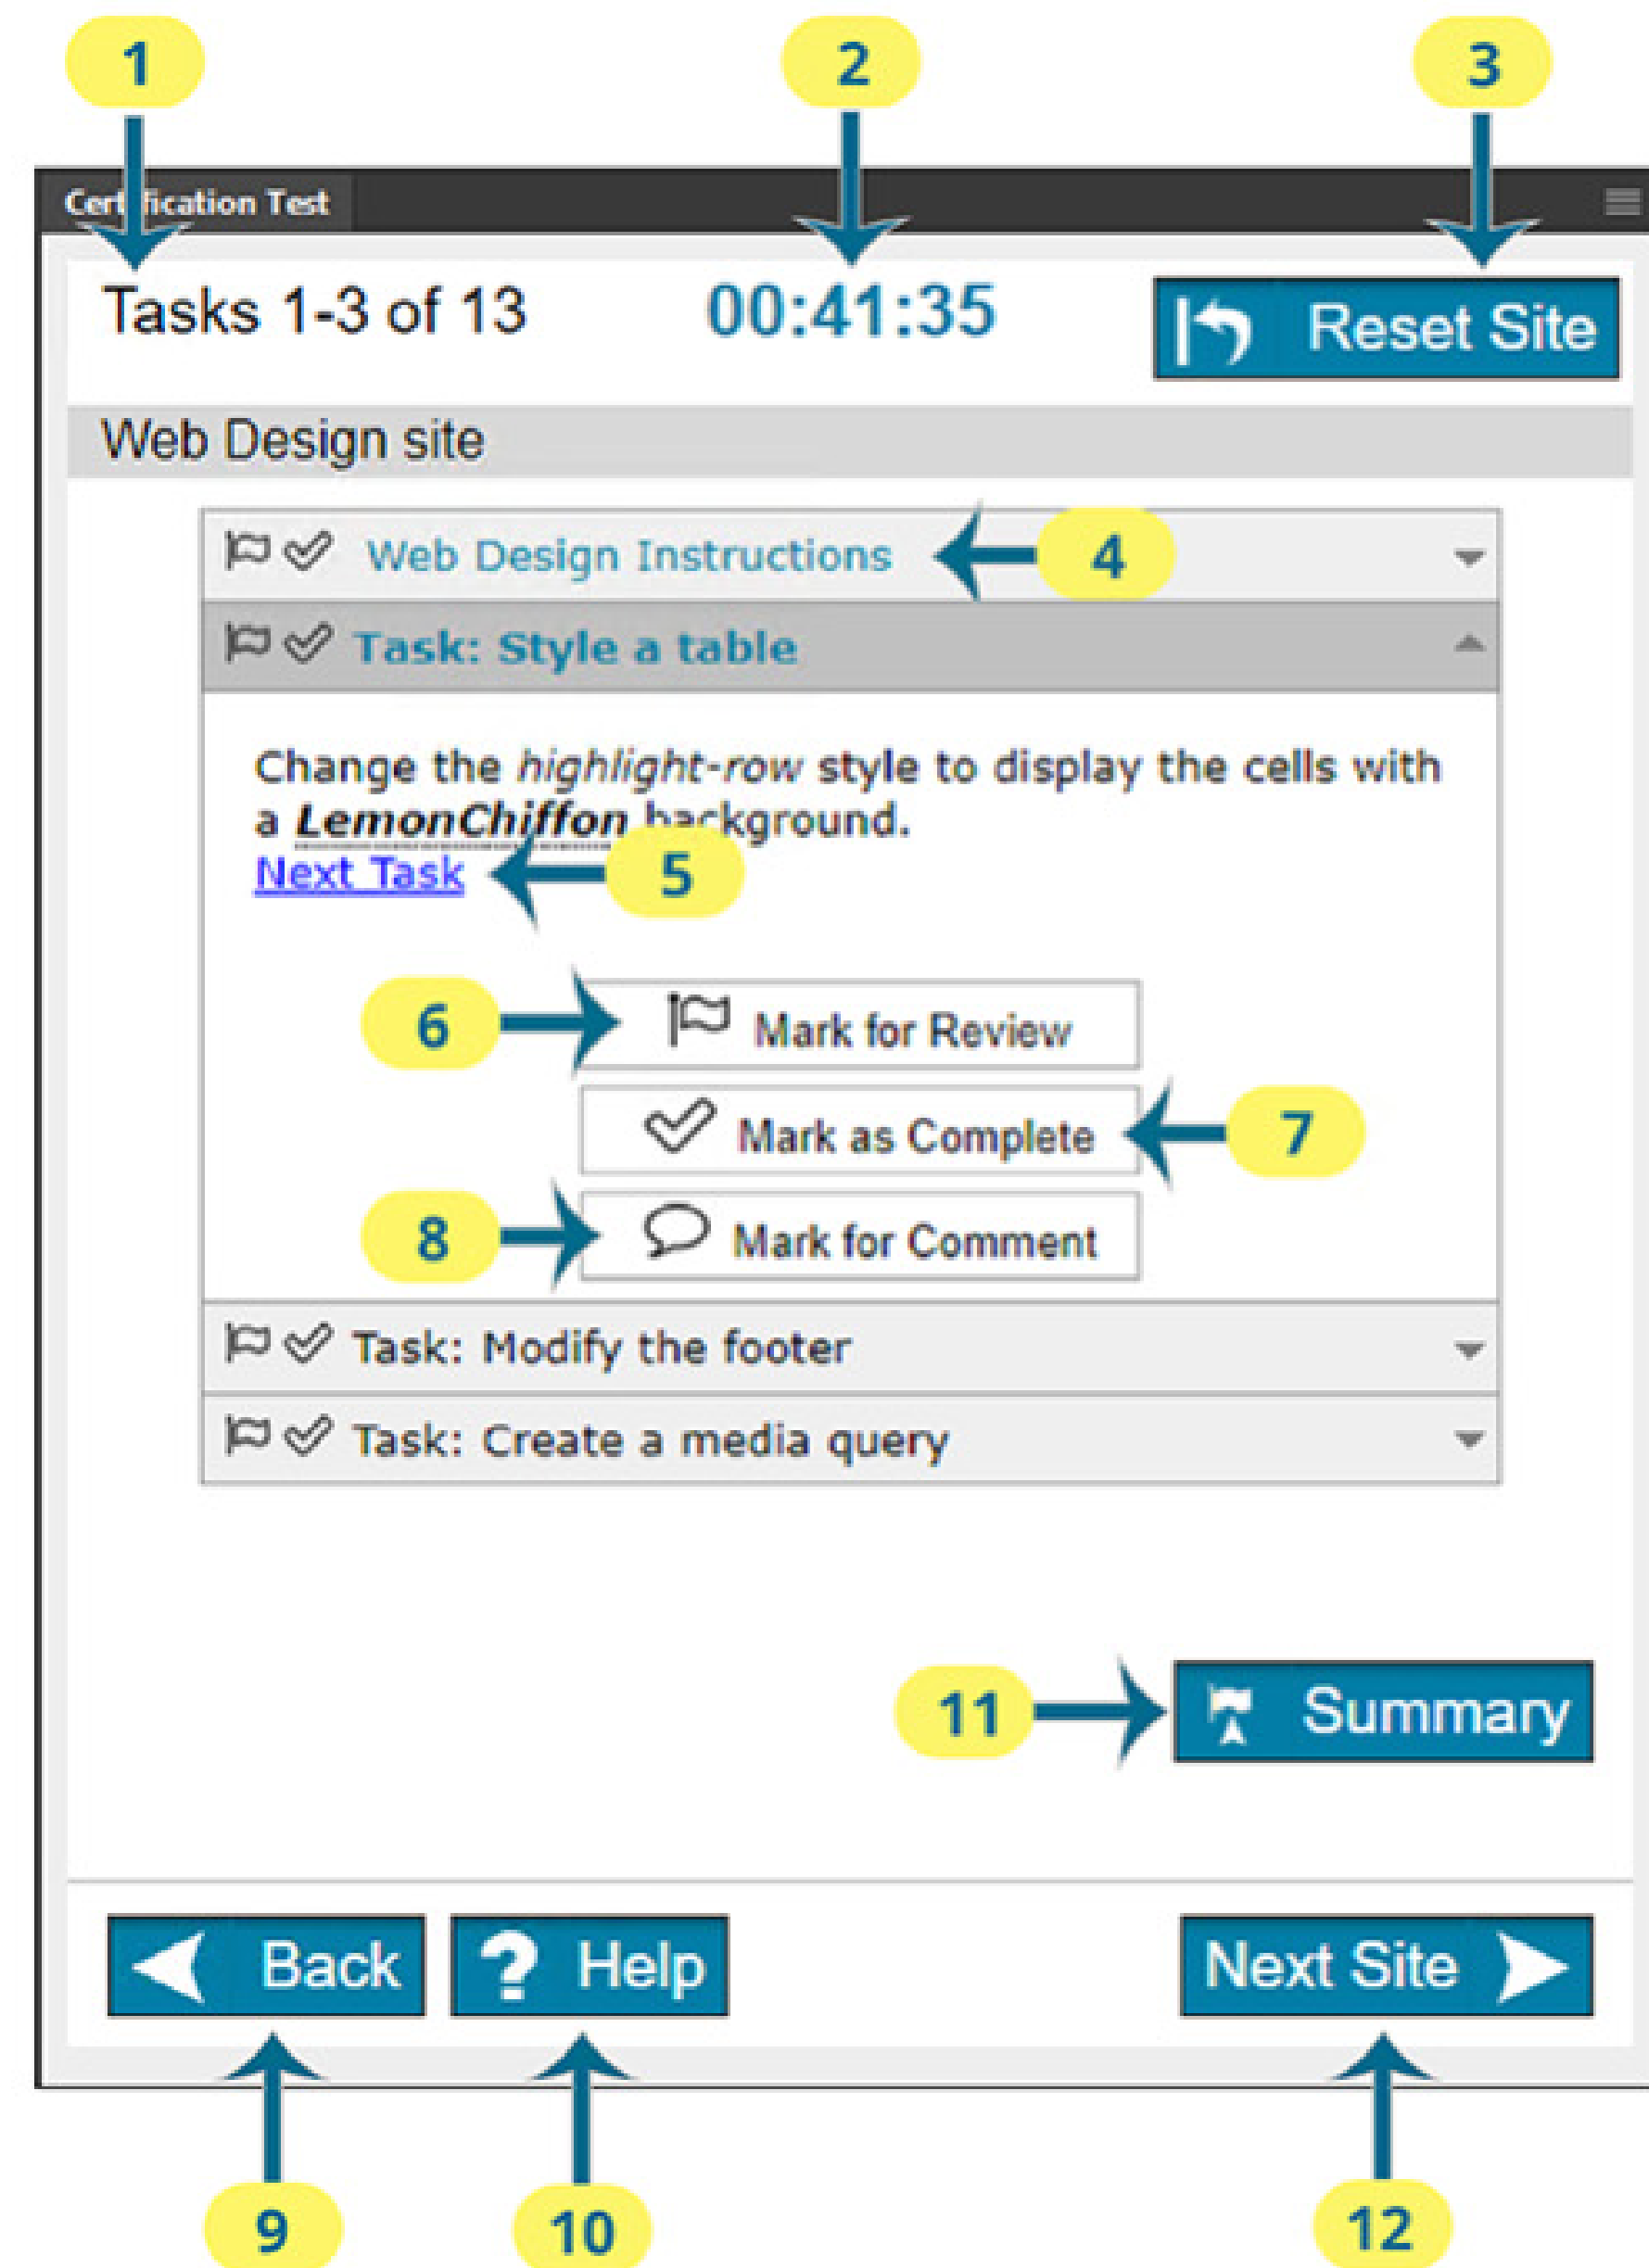 1
2
3
Certification Test
Tasks 1-3 of 13
00:41:35
Reset Site
Web Design site
Web Design Instructions
4
Task: Style a table
Change the highlight-row style to display the cells with
a LemonChiffon background.
Next Task
5
6
Mark for Review
Mark as Complete
7
8
Mark for Comment
Task: Modify the footer
Task: Create a media query
11
Summary
Back
? Help
Next Site
9
10
12